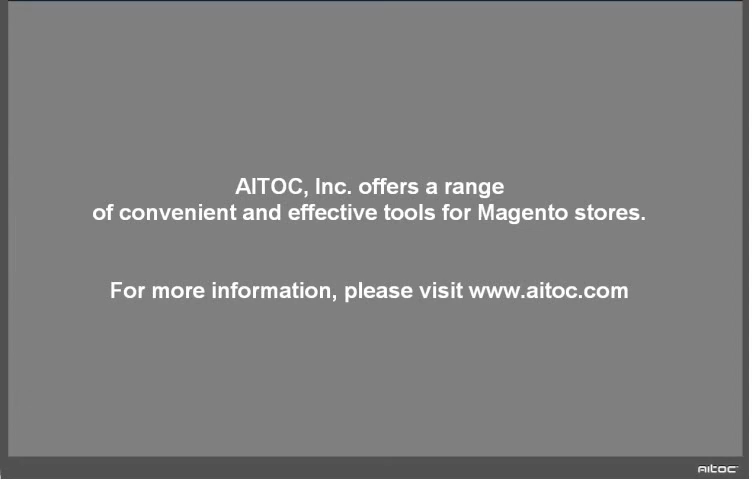 AITOC, Inc. offers a range
of convenient and effective tools for Magento stores.
For more information, please visit www.aitoc.com
AITOC